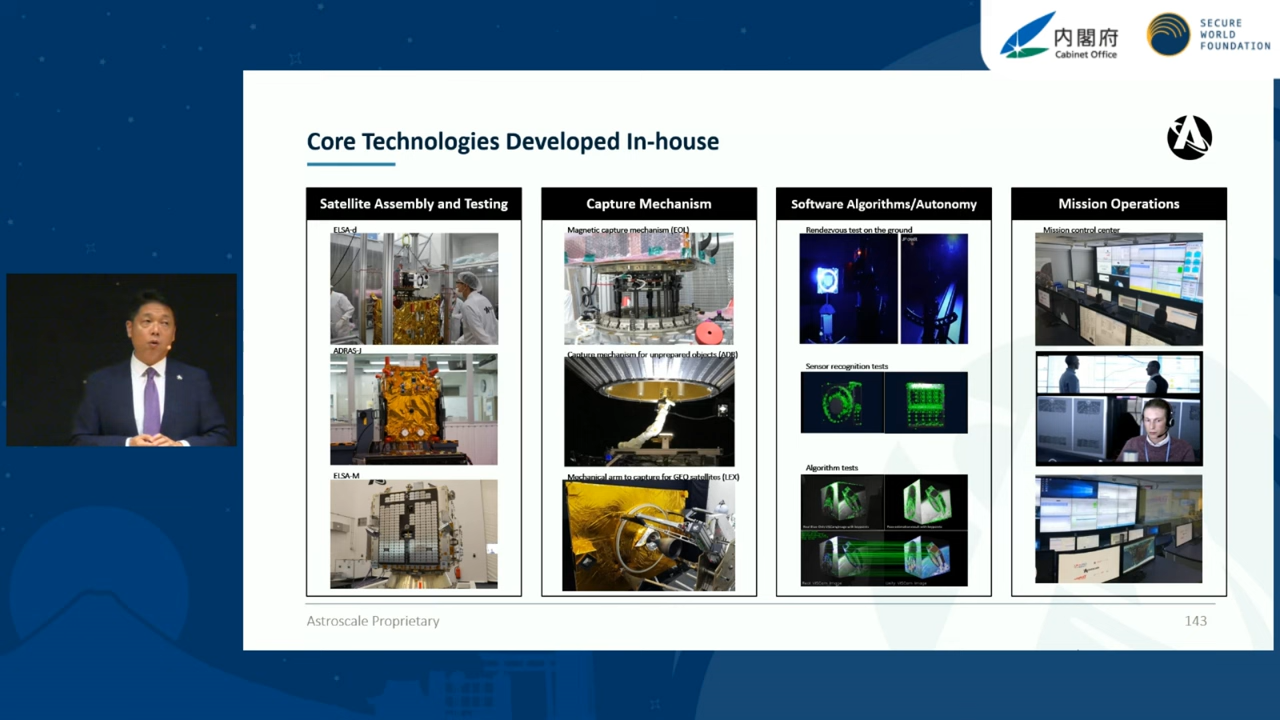 内閣府
Cabinet Office
SECURE
WORLD
FOUNDATION
Core Technologies Developed In-house
Satellite Assembly and Testing
ELSA-d
ADRAS-J
ELSA-M
Capture Mechanism
Magnetic capture mechanism (EOL)
Capture mechanism for unprepared objects (ADR)
Mechanical arm to capture for GEO satellites (LEX)
Software Algorithms/Autonomy
Rendezvous test on the ground
Sensor recognition tests
Algorithm tests
Mission Operations
Mission control center
Astroscale Proprietary
143